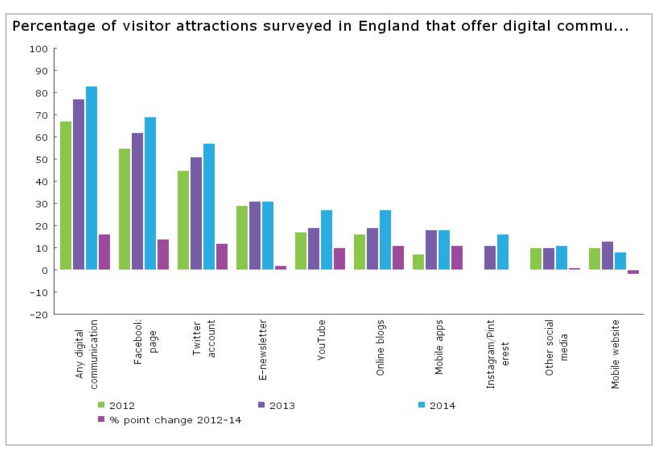 Percentage of visitor attractions surveyed in England that offer digital commu...
100
90
80
70
60
50
40
30
20
10
0
-10
-20
Any digital
communication
Facebook
page
Twitter
account
E-newsletter
YouTube
Online blogs
Mobile apps
Instagram/Pint
erest
Other social
media
Mobile website
2012
2013
2014
% point change 2012-14